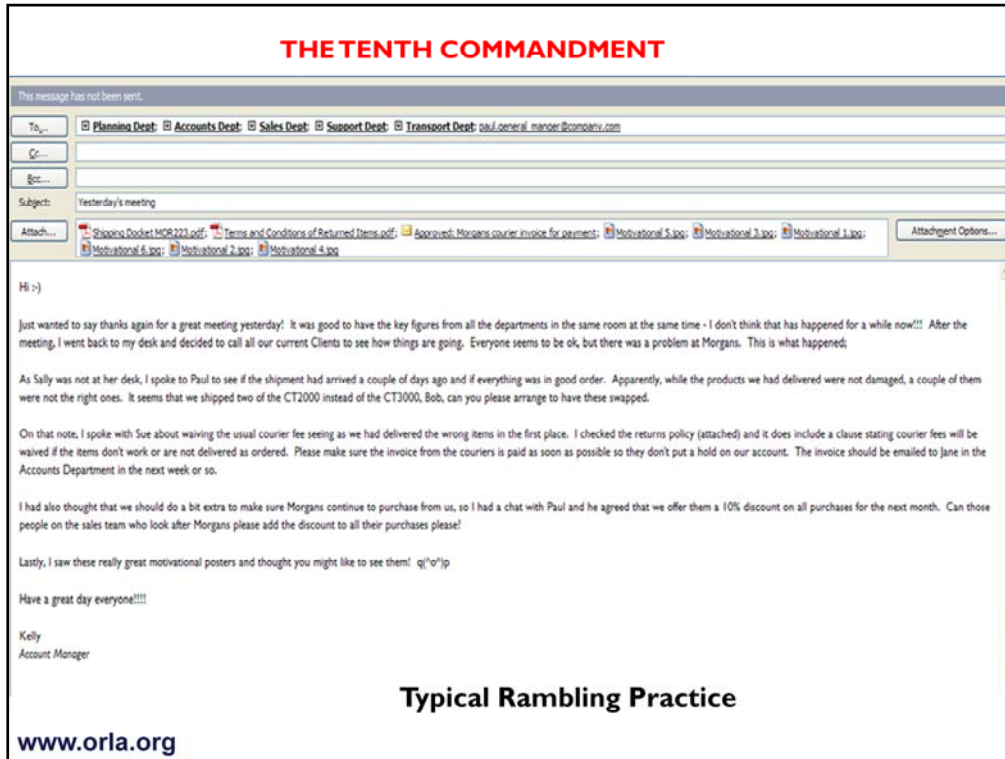 THE TENTH COMMANDMENT
This message has not been sent.
To... Planning Dept; Accounts Dept; Sales Dept; Support Dept; Transport Dept; paul.general_manger@company.com
Cc...
Bcc...
Subject: Yesterday's meeting
Attach... Shipping Docket MOR223.pdf; Terms and Conditions of Returned Items.pdf; Approved: Morgans courier invoice for payment; Motivational 5.jpg; Motivational 3.jpg; Motivational 1.jpg; Attachment Options...
Motivational 6.jpg; Motivational 2.jpg; Motivational 4.jpg
Hi :-)
Just wanted to say thanks again for a great meeting yesterday! It was good to have the key figures from all the departments in the same room at the same time - I don't think that has happened for a while now!!! After the
meeting, I went back to my desk and decided to call all our current Clients to see how things are going. Everyone seems to be ok, but there was a problem at Morgans. This is what happened;
As Sally was not at her desk, I spoke to Paul to see if the shipment had arrived a couple of days ago and if everything was in good order. Apparently, while the products we had delivered were not damaged, a couple of them
were not the right ones. It seems that we shipped two of the CT2000 instead of the CT3000, Bob, can you please arrange to have these swapped.
On that note, I spoke with Sue about waiving the usual courier fee seeing as we had delivered the wrong items in the first place. I checked the returns policy (attached) and it does include a clause stating courier fees will be
waived if the items don't work or are not delivered as ordered. Please make sure the invoice from the couriers is paid as soon as possible so they don't put a hold on our account. The invoice should be emailed to Jane in the
Accounts Department in the next week or so.
I had also thought that we should do a bit extra to make sure Morgans continue to purchase from us, so I had a chat with Paul and he agreed that we offer them a 10% discount on all purchases for the next month. Can those
people on the sales team who look after Morgans please add the discount to all their purchases please!
Lastly, I saw these really great motivational posters and thought you might like to see them! q(^o^)p
Have a great day everyone!!!!
Kelly
Account Manager
Typical Rambling Practice
www.orla.org